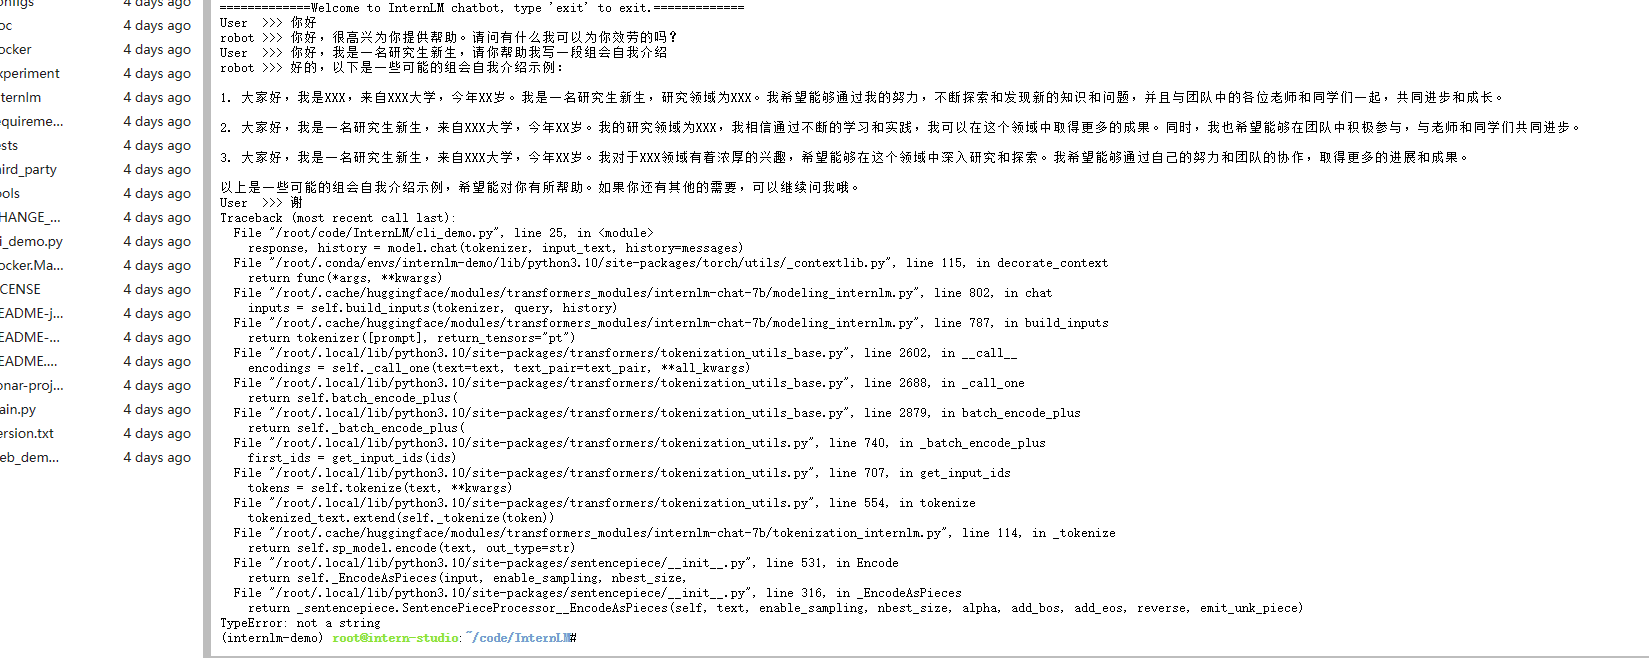 onfigs 4 days ago
oc 4 days ago
ocker 4 days ago
xperiment 4 days ago
ternlm 4 days ago
equireme... 4 days ago
ests 4 days ago
ird_party 4 days ago
ools 4 days ago
HANGE_... 4 days ago
i_demo.py 4 days ago
ocker.Ma... 4 days ago
CENSE 4 days ago
EADME-j... 4 days ago
EADME-... 4 days ago
EADME.... 4 days ago
onar-proj... 4 days ago
ain.py 4 days ago
ersion.txt 4 days ago
eb_dem... 4 days ago
=============Welcome to InternLM chatbot, type 'exit' to exit.=============
User >>> 你好
robot >>> 你好，很高兴为你提供帮助。请问有什么我可以为你效劳的吗？
User >>> 你好，我是一名研究生新生，请你帮助我写一段组会自我介绍
robot >>> 好的，以下是一些可能的组会自我介绍示例：
1. 大家好，我是XXX，来自XXX大学，今年XX岁。我是一名研究生新生，研究领域为XXX。我希望能够通过我的努力，不断探索和发现新的知识和问题，并且与团队中的各位老师和同学们一起，共同进步和成长。
2. 大家好，我是一名研究生新生，来自XXX大学，今年XX岁。我的研究领域为XXX，我相信通过不断的学习和实践，我可以在这个领域中取得更多的成果。同时，我也希望能够在团队中积极参与，与老师和同学们共同进步。
3. 大家好，我是一名研究生新生，来自XXX大学，今年XX岁。我对于XXX领域有着浓厚的兴趣，希望能够在这个领域中深入研究和探索。我希望能够通过自己的努力和团队的协作，取得更多的进展和成果。
以上是一些可能的组会自我介绍示例，希望能对你有所帮助。如果你还有其他的需要，可以继续问我哦。
User >>> 谢
Traceback (most recent call last):
File "/root/code/InternLM/cli_demo.py", line 25, in <module>
response, history = model.chat(tokenizer, input_text, history=messages)
File "/root/.conda/envs/internlm-demo/lib/python3.10/site-packages/torch/utils/_contextlib.py", line 115, in decorate_context
return func(*args, **kwargs)
File "/root/.cache/huggingface/modules/transformers_modules/internlm-chat-7b/modeling_internlm.py", line 802, in chat
inputs = self.build_inputs(tokenizer, query, history)
File "/root/.cache/huggingface/modules/transformers_modules/internlm-chat-7b/modeling_internlm.py", line 787, in build_inputs
return tokenizer([prompt], return_tensors="pt")
File "/root/.local/lib/python3.10/site-packages/transformers/tokenization_utils_base.py", line 2602, in __call__
encodings = self._call_one(text=text, text_pair=text_pair, **all_kwargs)
File "/root/.local/lib/python3.10/site-packages/transformers/tokenization_utils_base.py", line 2688, in _call_one
return self.batch_encode_plus(
File "/root/.local/lib/python3.10/site-packages/transformers/tokenization_utils_base.py", line 2879, in batch_encode_plus
return self._batch_encode_plus(
File "/root/.local/lib/python3.10/site-packages/transformers/tokenization_utils.py", line 740, in _batch_encode_plus
first_ids = get_input_ids(ids)
File "/root/.local/lib/python3.10/site-packages/transformers/tokenization_utils.py", line 707, in get_input_ids
tokens = self.tokenize(text, **kwargs)
File "/root/.local/lib/python3.10/site-packages/transformers/tokenization_utils.py", line 554, in tokenize
tokenized_text.extend(self._tokenize(token))
File "/root/.cache/huggingface/modules/transformers_modules/internlm-chat-7b/tokenization_internlm.py", line 114, in _tokenize
return self.sp_model.encode(text, out_type=str)
File "/root/.local/lib/python3.10/site-packages/sentencepiece/__init__.py", line 531, in Encode
return self._EncodeAsPieces(input, enable_sampling, nbest_size,
File "/root/.local/lib/python3.10/site-packages/sentencepiece/__init__.py", line 316, in _EncodeAsPieces
return _sentencepiece.SentencePieceProcessor__EncodeAsPieces(self, text, enable_sampling, nbest_size, alpha, add_bos, add_eos, reverse, emit_unk_piece)
TypeError: not a string
(internlm-demo) root@intern-studio:~/code/InternLM#